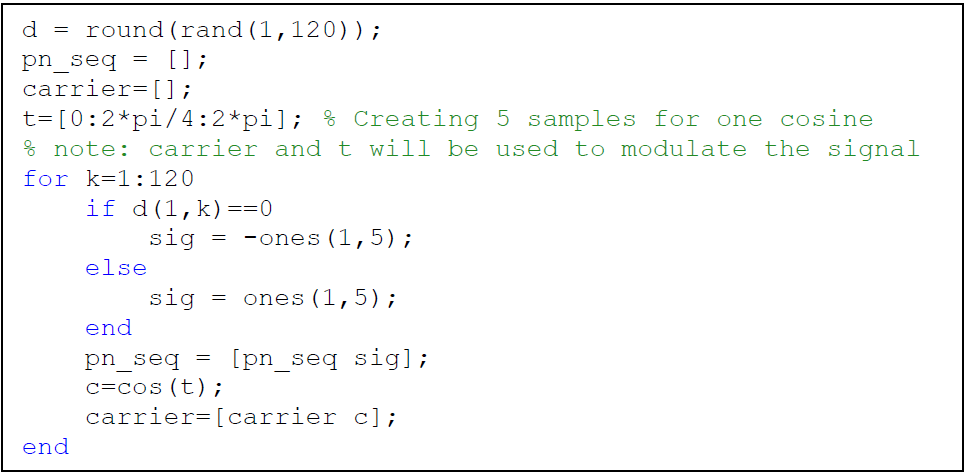 d = round(rand(1,120));
pn_seq = [];
carrier=[];
t=[0:2*pi/4:2*pi]; % Creating 5 samples for one cosine
% note: carrier and t will be used to modulate the signal
for k=1:120
    if d(1,k)==0
        sig = -ones(1,5);
    else
        sig = ones(1,5);
    end
    pn_seq = [pn_seq sig];
    c=cos(t);
    carrier=[carrier c];
end